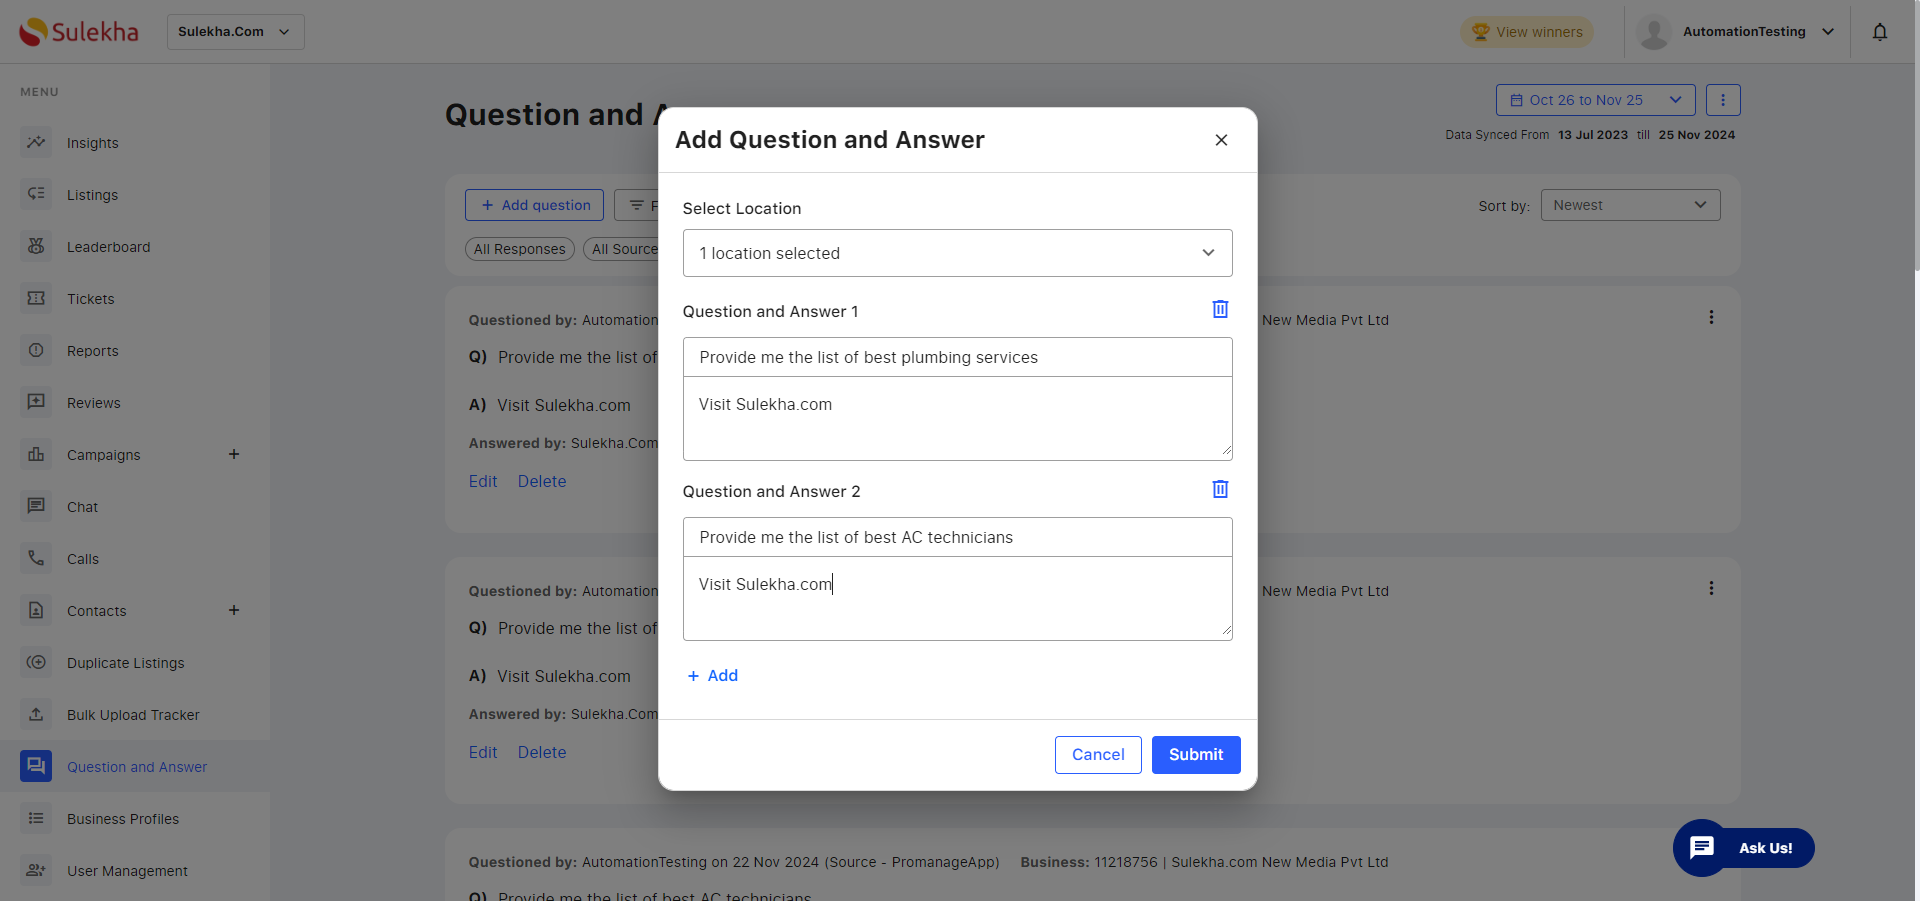 Sulekha
Sulekha.Com
View winners
AutomationTesting
MENU
Insights
Listings
Leaderboard
Tickets
Reports
Reviews
Campaigns +
Chat
Calls
Contacts +
Duplicate Listings
Bulk Upload Tracker
Question and Answer
Business Profiles
User Management
Question and A
Oct 26 to Nov 25
Data Synced From 13 Jul 2023 till 25 Nov 2024
+ Add question
F
Sort by: Newest
All Responses
All Source
Questioned by: Automation
New Media Pvt Ltd
Q) Provide me the list of
A) Visit Sulekha.com
Answered by: Sulekha.Com
Edit Delete
Questioned by: Automation
New Media Pvt Ltd
Q) Provide me the list of
A) Visit Sulekha.com
Answered by: Sulekha.Com
Edit Delete
Questioned by: AutomationTesting on 22 Nov 2024 (Source - PromanageApp) Business: 11218756 | Sulekha.com New Media Pvt Ltd
Q) Provide me the list of best AC technicians
Add Question and Answer
Select Location
1 location selected
Question and Answer 1
Provide me the list of best plumbing services
Visit Sulekha.com
Question and Answer 2
Provide me the list of best AC technicians
Visit Sulekha.com
+ Add
Cancel
Submit
Ask Us!